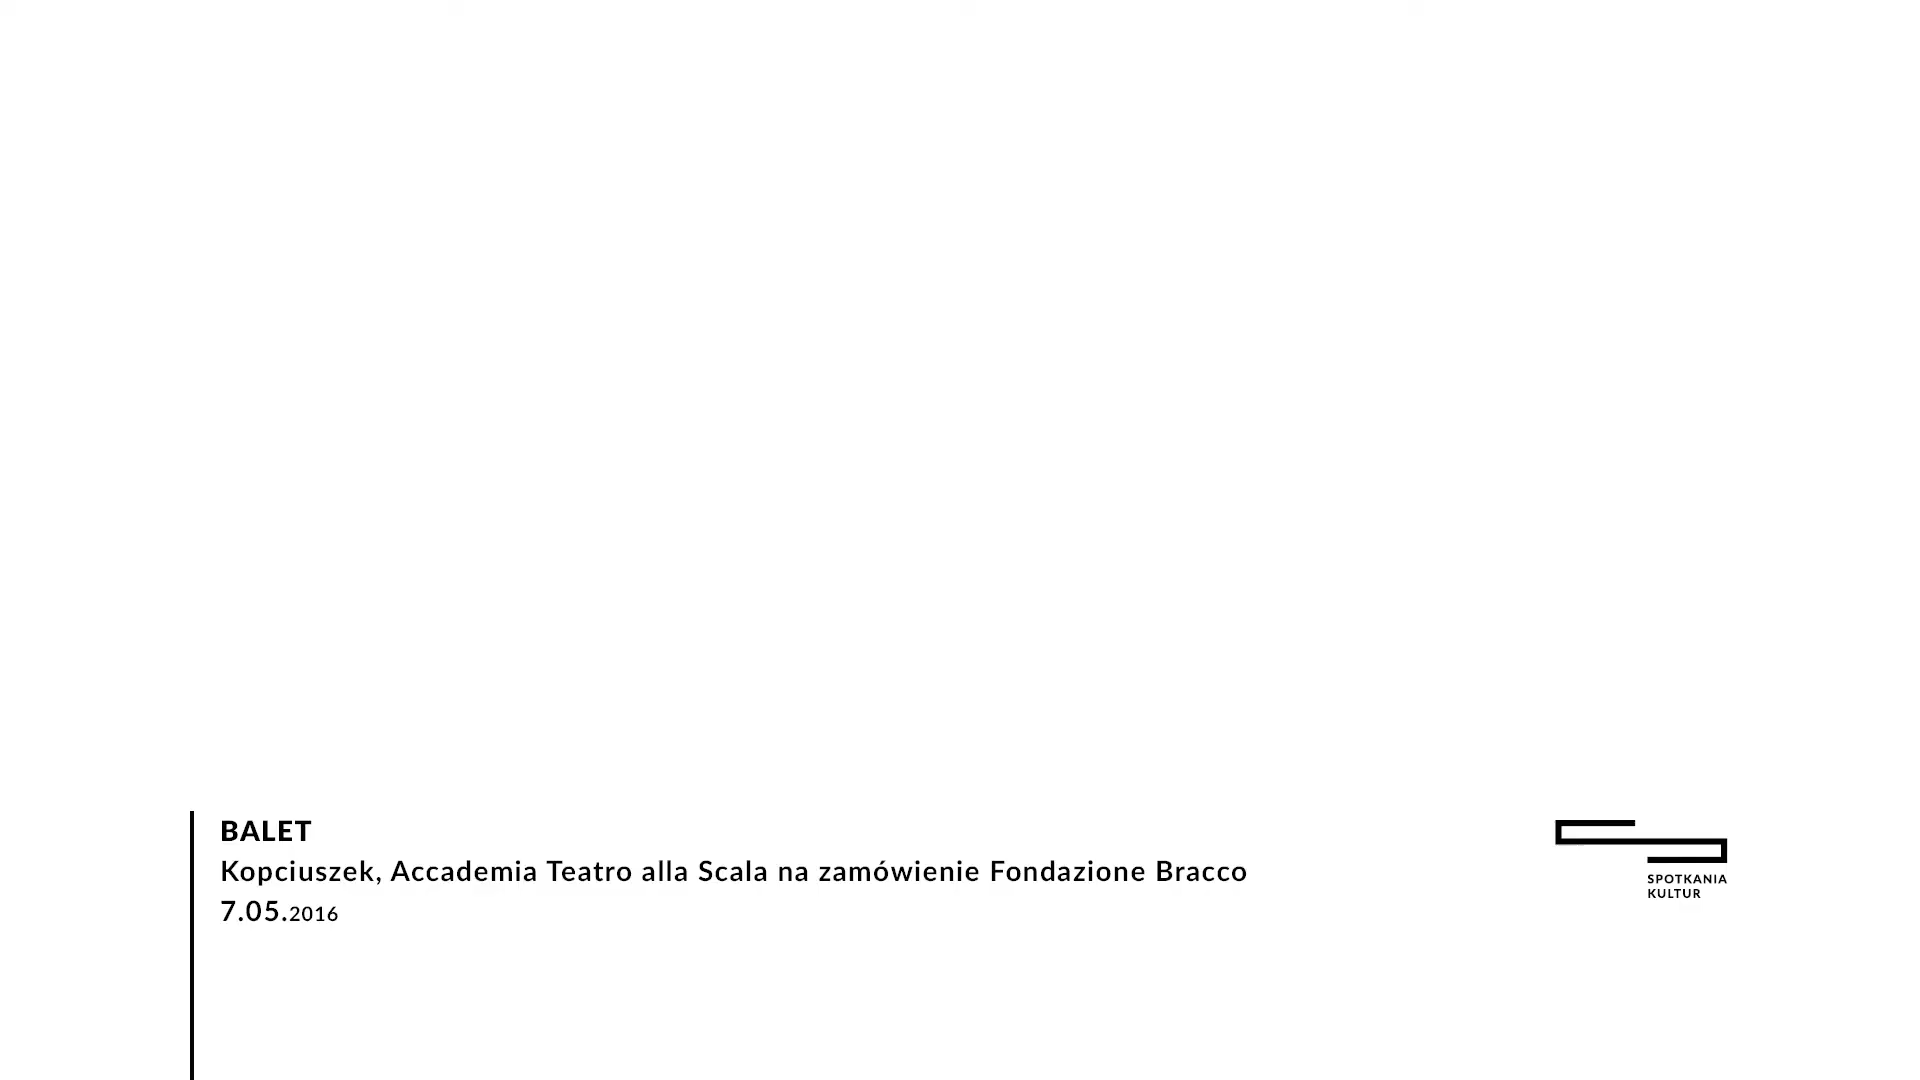 BALET
Kopciuszek, Accademia Teatro alla Scala na zamówienie Fondazione Bracco
7.05.2016
SPOTKANIA
KULTUR